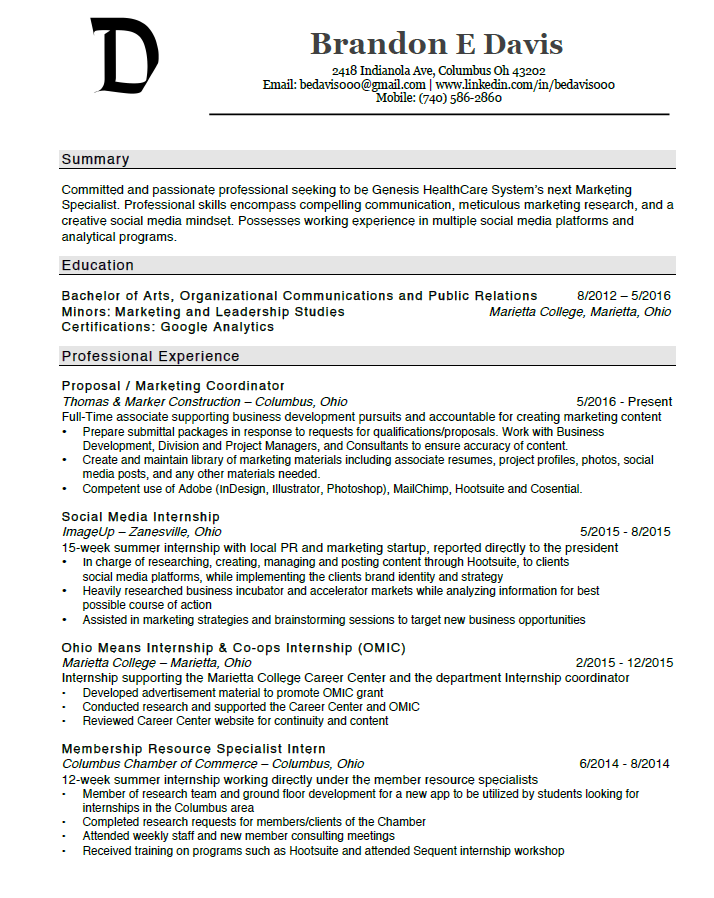 D
Brandon E Davis
2418 Indianola Ave, Columbus Oh 43202
Email: bedavis000@gmail.com | www.linkedin.com/in/bedavis000
Mobile: (740) 586-2860
Summary
Committed and passionate professional seeking to be Genesis HealthCare System's next Marketing
Specialist. Professional skills encompass compelling communication, meticulous marketing research, and a
creative social media mindset. Possesses working experience in multiple social media platforms and
analytical programs.
Education
Bachelor of Arts, Organizational Communications and Public Relations 8/2012 – 5/2016
Minors: Marketing and Leadership Studies Marietta College, Marietta, Ohio
Certifications: Google Analytics
Professional Experience
Proposal / Marketing Coordinator
Thomas & Marker Construction – Columbus, Ohio 5/2016 - Present
Full-Time associate supporting business development pursuits and accountable for creating marketing content
• Prepare submittal packages in response to requests for qualifications/proposals. Work with Business
Development, Division and Project Managers, and Consultants to ensure accuracy of content.
• Create and maintain library of marketing materials including associate resumes, project profiles, photos, social
media posts, and any other materials needed.
• Competent use of Adobe (InDesign, Illustrator, Photoshop), MailChimp, Hootsuite and Cosential.
Social Media Internship
ImageUp – Zanesville, Ohio 5/2015 - 8/2015
15-week summer internship with local PR and marketing startup, reported directly to the president
• In charge of researching, creating, managing and posting content through Hootsuite, to clients
social media platforms, while implementing the clients brand identity and strategy
• Heavily researched business incubator and accelerator markets while analyzing information for best
possible course of action
• Assisted in marketing strategies and brainstorming sessions to target new business opportunities
Ohio Means Internship & Co-ops Internship (OMIC)
Marietta College – Marietta, Ohio 2/2015 - 12/2015
Internship supporting the Marietta College Career Center and the department Internship coordinator
• Developed advertisement material to promote OMIC grant
• Conducted research and supported the Career Center and OMIC
• Reviewed Career Center website for continuity and content
Membership Resource Specialist Intern
Columbus Chamber of Commerce – Columbus, Ohio 6/2014 - 8/2014
12-week summer internship working directly under the member resource specialists
• Member of research team and ground floor development for a new app to be utilized by students looking for
internships in the Columbus area
• Completed research requests for members/clients of the Chamber
• Attended weekly staff and new member consulting meetings
• Received training on programs such as Hootsuite and attended Sequent internship workshop